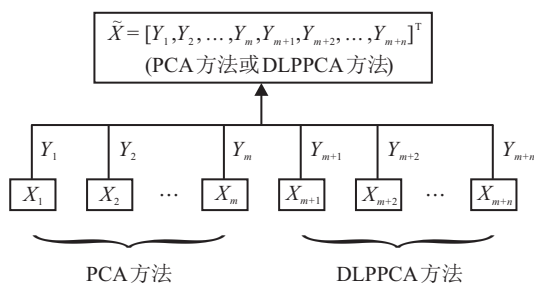 X̃ = [Y₁,Y₂,…,Yₘ,Yₘ₊₁,Yₘ₊₂,…,Yₘ₊ₙ]ᵀ
(PCA方法或DLPPCA方法)
Y₁ Y₂ Yₘ Yₘ₊₁ Yₘ₊₂ Yₘ₊ₙ
X₁ X₂ … Xₘ Xₘ₊₁ Xₘ₊₂ … Xₘ₊ₙ
PCA方法 DLPPCA方法